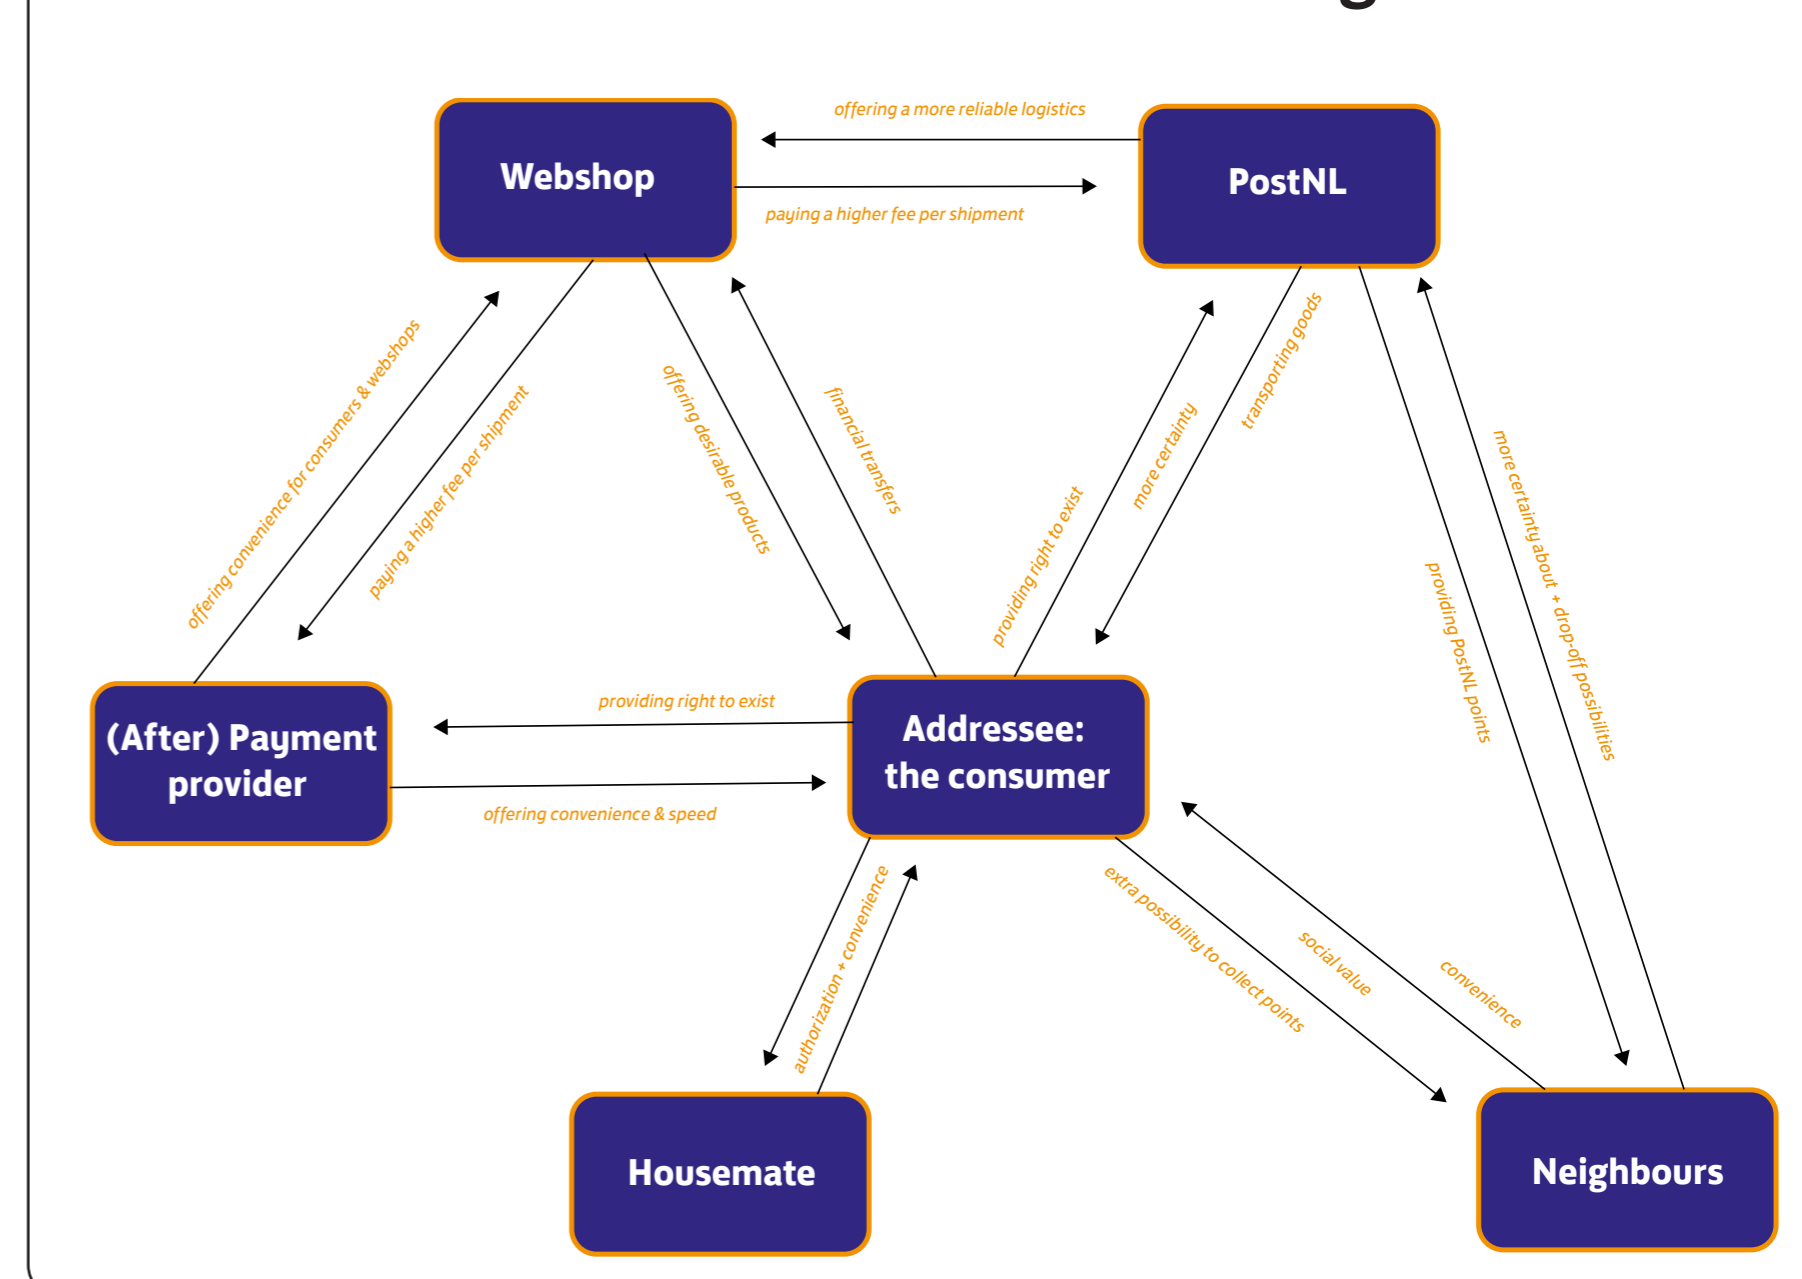 offering a more reliable logistics
Webshop
PostNL
paying a higher fee per shipment
offering convenience for consumers & webshops
paying a higher fee per shipment
offering desirable products
financial transfers
providing right to exist
more certainty
transporting goods
providing PostNL points
more certainty about + drop-off possibilities
(After) Payment
provider
providing right to exist
offering convenience & speed
Addressee:
the consumer
authorization + convenience
extra possibility to collect points
social value
convenience
Housemate
Neighbours